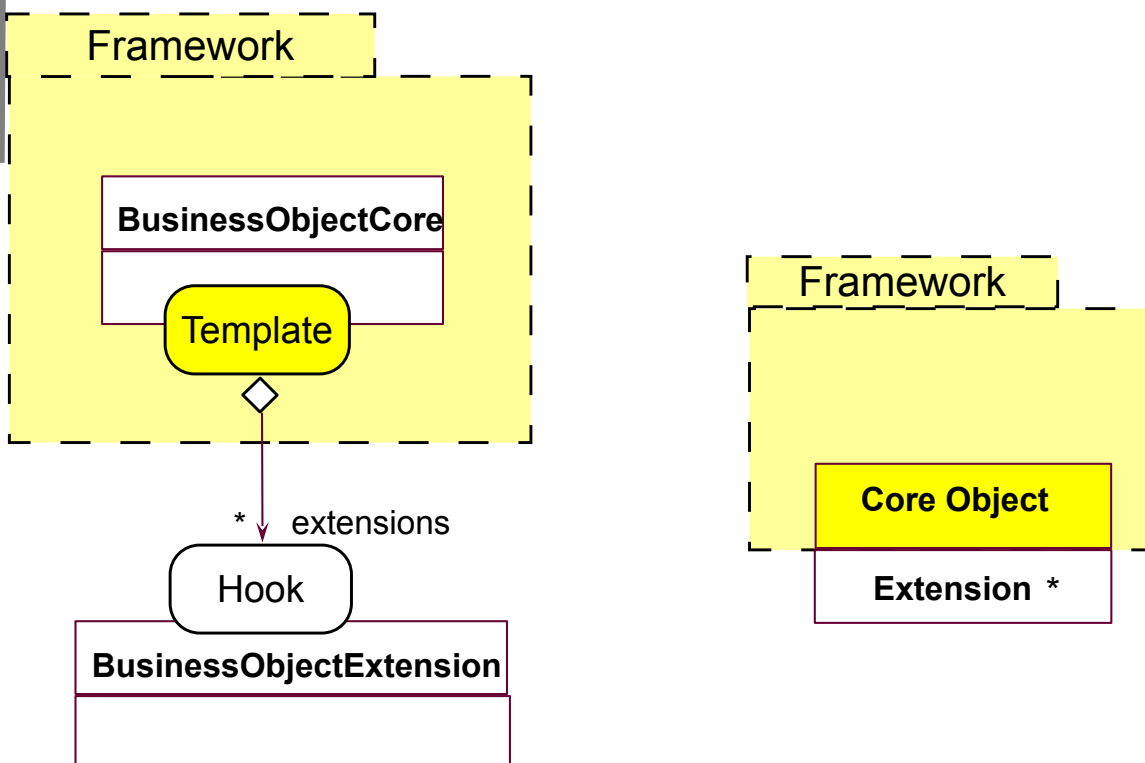 Framework
BusinessObjectCore
Template
* extensions
Hook
BusinessObjectExtension
Framework
Core Object
Extension *